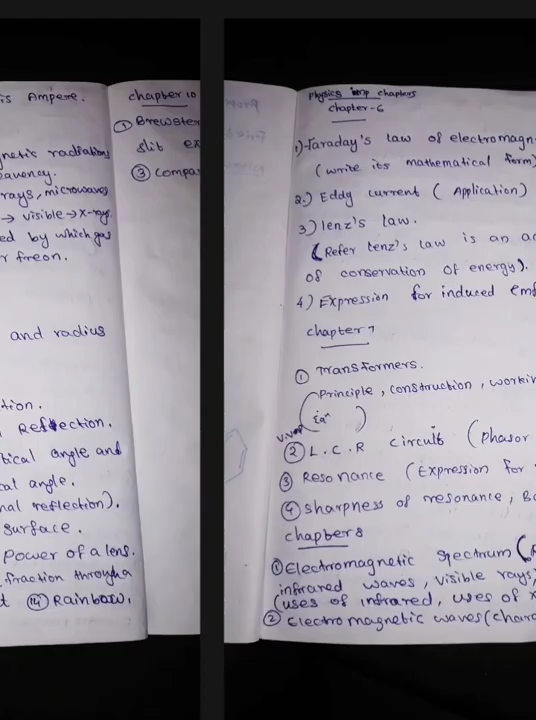 is Ampere.
gnetic radiations
equency.
rays, microwaves
→ visible → x-ray.
ed by which gas
r freon.
and radius
tion.
Reflection.
tical angle and
cal angle.
nal reflection).
surface.
Power of a lens.
fraction through a
t (14) Rainbow.
chapter 10
① Brewster
slit ex
③ compa
Physics imp chapters
chapter-6
1.) Faraday's law of electromagn
(write its mathematical form)
2.) Eddy current ( Application)
3) lenz's law.
(Refer lenz's law is an
of conservation of energy).
4) Expression for induced emf
chapter 7
① Transformers.
(Principle, construction, workin
② L.C.R circuits (phasor
③ Resonance (Expression for
④ sharpness of resonance,
chapter 8
① Electromagnetic spectrum (
infrared waves, visible rays,
(uses of infrared, uses of x
② Electromagnetic waves (chara